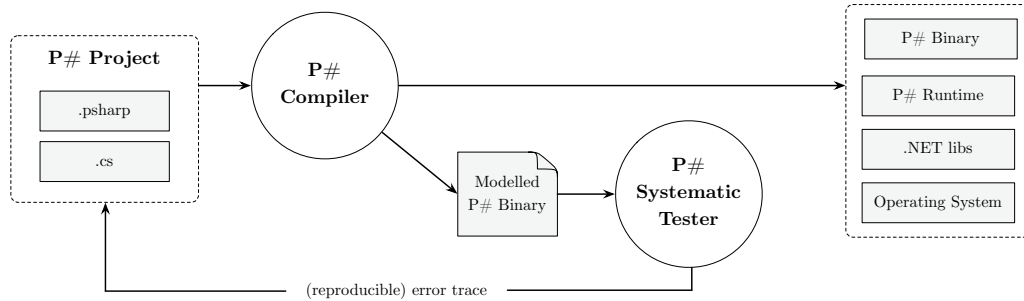 P# Project
.psharp
.cs
P#
Compiler
Modelled
P# Binary
P#
Systematic
Tester
P# Binary
P# Runtime
.NET libs
Operating System
(reproducible) error trace